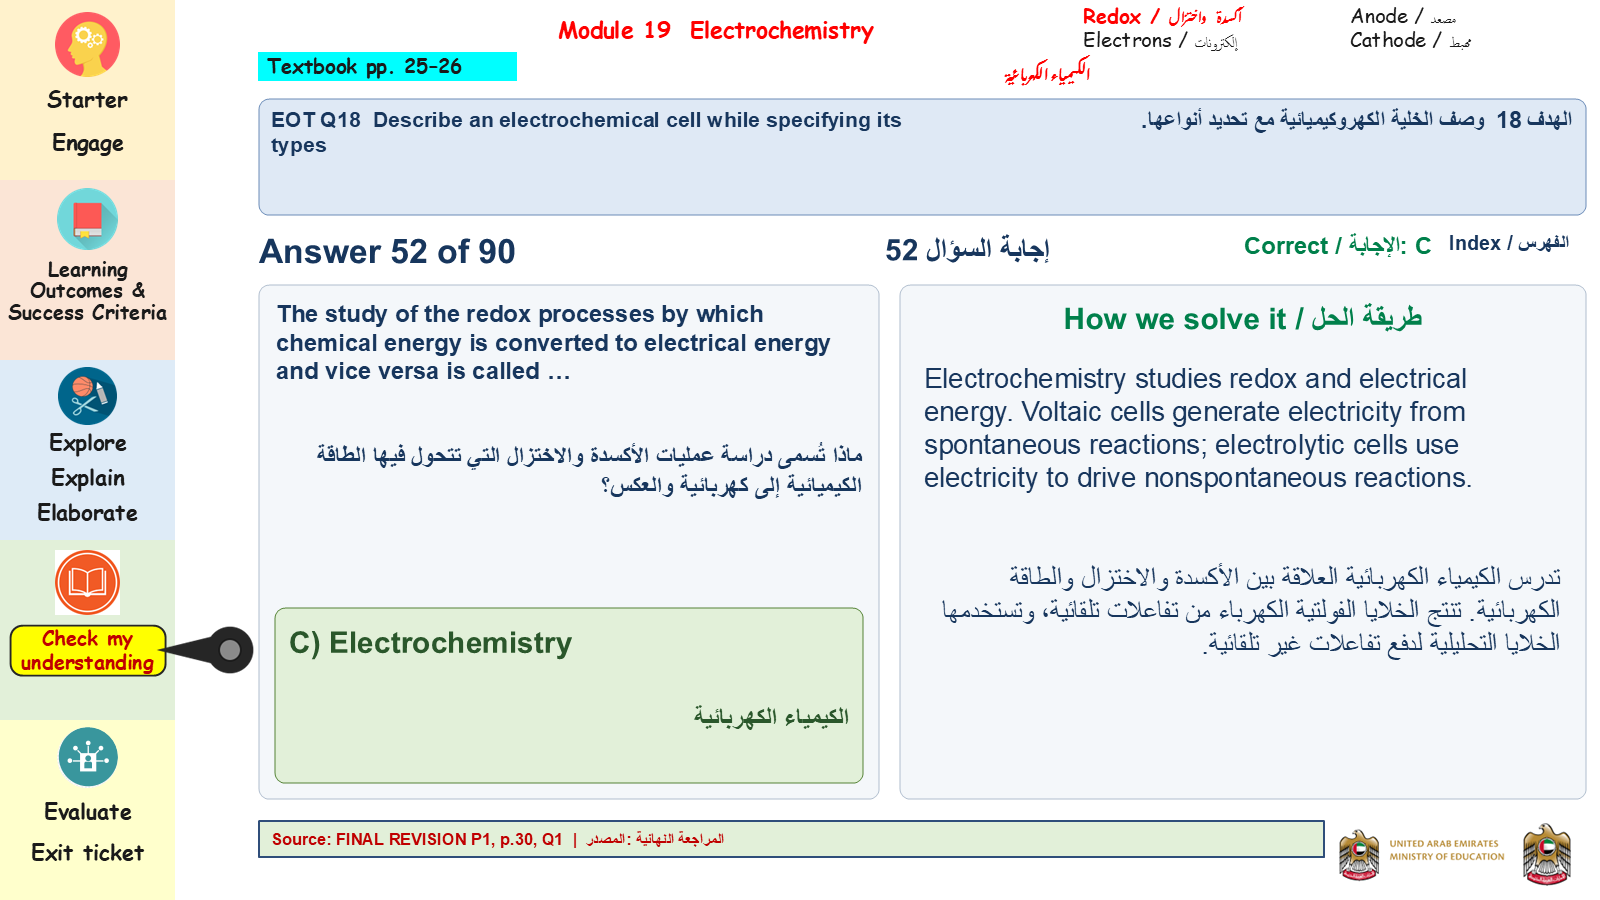 Starter
Engage
Learning
Outcomes &
Success Criteria
Explore
Explain
Elaborate
Check my
understanding
Evaluate
Exit ticket
Module 19 Electrochemistry
Redox / أكسدة واختزال
Electrons / إلكترونات
Anode / مصعد
Cathode / مهبط
الكيمياء الكهربائية
Textbook pp. 25-26
EOT Q18 Describe an electrochemical cell while specifying its
types
الهدف 18 وصف الخلية الكهروكيميائية مع تحديد أنواعها.
Answer 52 of 90
إجابة السؤال 52
Correct / الإجابة: C
Index / الفهرس
The study of the redox processes by which
chemical energy is converted to electrical energy
and vice versa is called …
ماذا تُسمى دراسة عمليات الأكسدة والاختزال التي تتحول فيها الطاقة
الكيميائية إلى كهربائية والعكس؟
C) Electrochemistry
الكيمياء الكهربائية
How we solve it / طريقة الحل
Electrochemistry studies redox and electrical
energy. Voltaic cells generate electricity from
spontaneous reactions; electrolytic cells use
electricity to drive nonspontaneous reactions.
تدرس الكيمياء الكهربائية العلاقة بين الأكسدة والاختزال والطاقة
الكهربائية. تنتج الخلايا الفولتية الكهرباء من تفاعلات تلقائية، وتستخدمها
الخلايا التحليلية لدفع تفاعلات غير تلقائية.
Source: FINAL REVISION P1, p.30, Q1 | المصدر: المراجعة النهائية
UNITED ARAB EMIRATES
MINISTRY OF EDUCATION